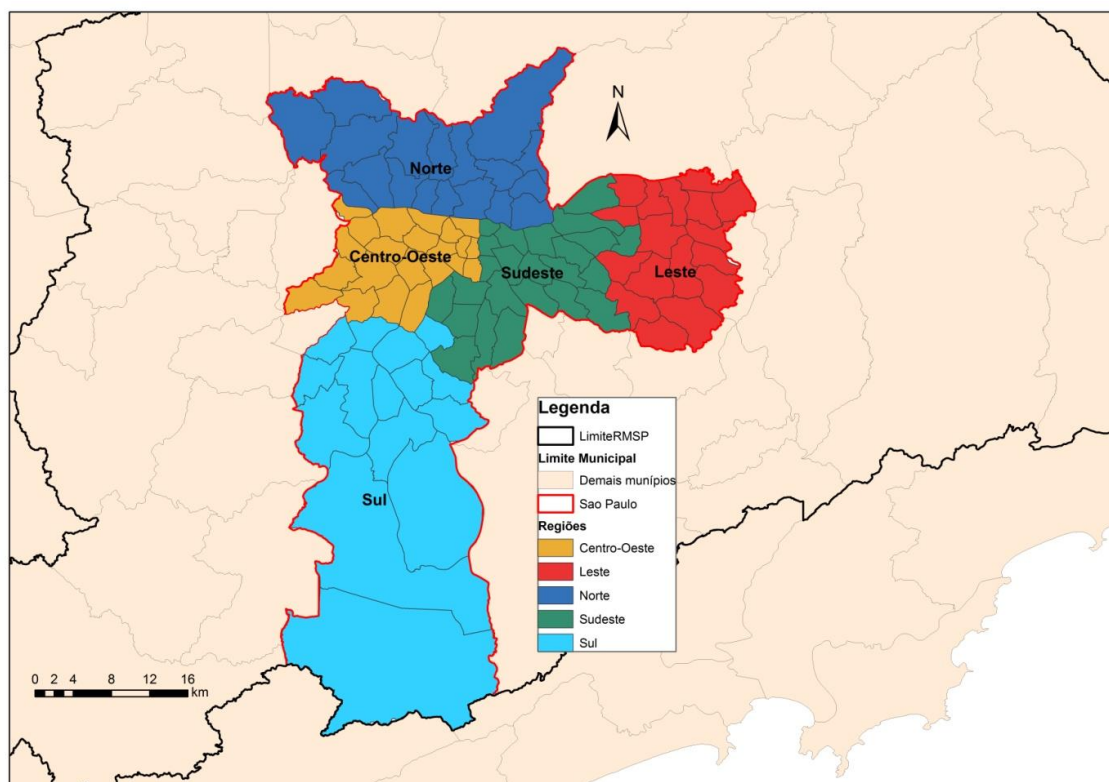 N
Norte
Centro-Oeste
Sudeste
Leste
Sul
Legenda
LimiteRMSP
Limite Municipal
Demais munípios
Sao Paulo
Regiões
Centro-Oeste
Leste
Norte
Sudeste
Sul
0 2 4 8 12 16
km